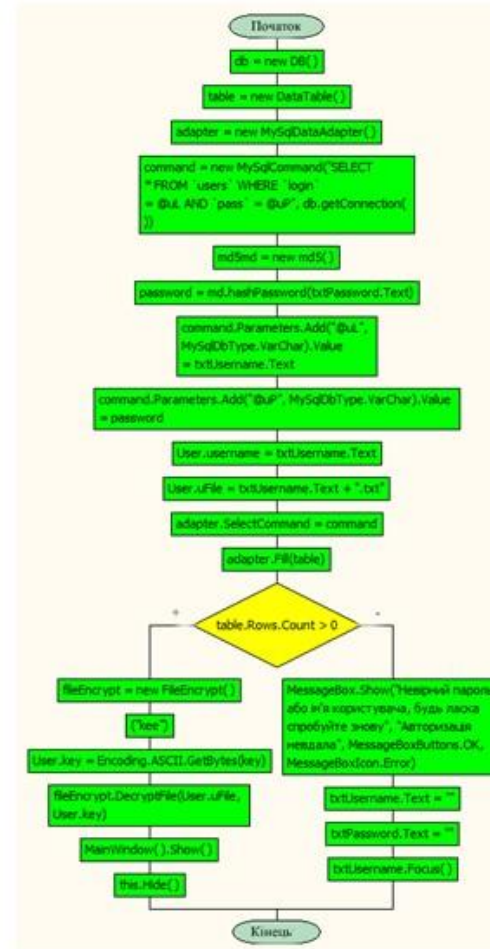 Початок
db = new DB()
table = new DataTable()
adapter = new MySqlDataAdapter()
command = new MySqlCommand("SELECT
* FROM `users` WHERE `login`
= @uL AND `pass` = @uP", db.getConnection(
))
md5md = new md5()
password = md.hashPassword(txtPassword.Text)
command.Parameters.Add("@uL",
MySqlDbType.VarChar).Value
= txtUsername.Text
command.Parameters.Add("@uP", MySqlDbType.VarChar).Value
= password
User.username = txtUsername.Text
User.uFile = txtUsername.Text + ".txt"
adapter.SelectCommand = command
adapter.Fill(table)
table.Rows.Count > 0
+
-
fileEncrypt = new FileEncrypt()
("kee")
User.key = Encoding.ASCII.GetBytes(key)
fileEncrypt.DecryptFile(User.uFile,
User.key)
MainWindow().Show()
this.Hide()
MessageBox.Show("Невірний пароль
або ім'я користувача, будь ласка
спробуйте знову", "Авторизація
невдала", MessageBoxButtons.OK,
MessageBoxIcon.Error)
txtUsername.Text = ""
txtPassword.Text = ""
txtUsername.Focus()
Кінець